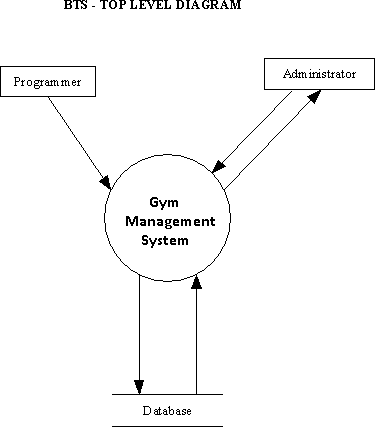 BTS - TOP LEVEL DIAGRAM
Programmer
Administrator
Gym
Management
System
Database